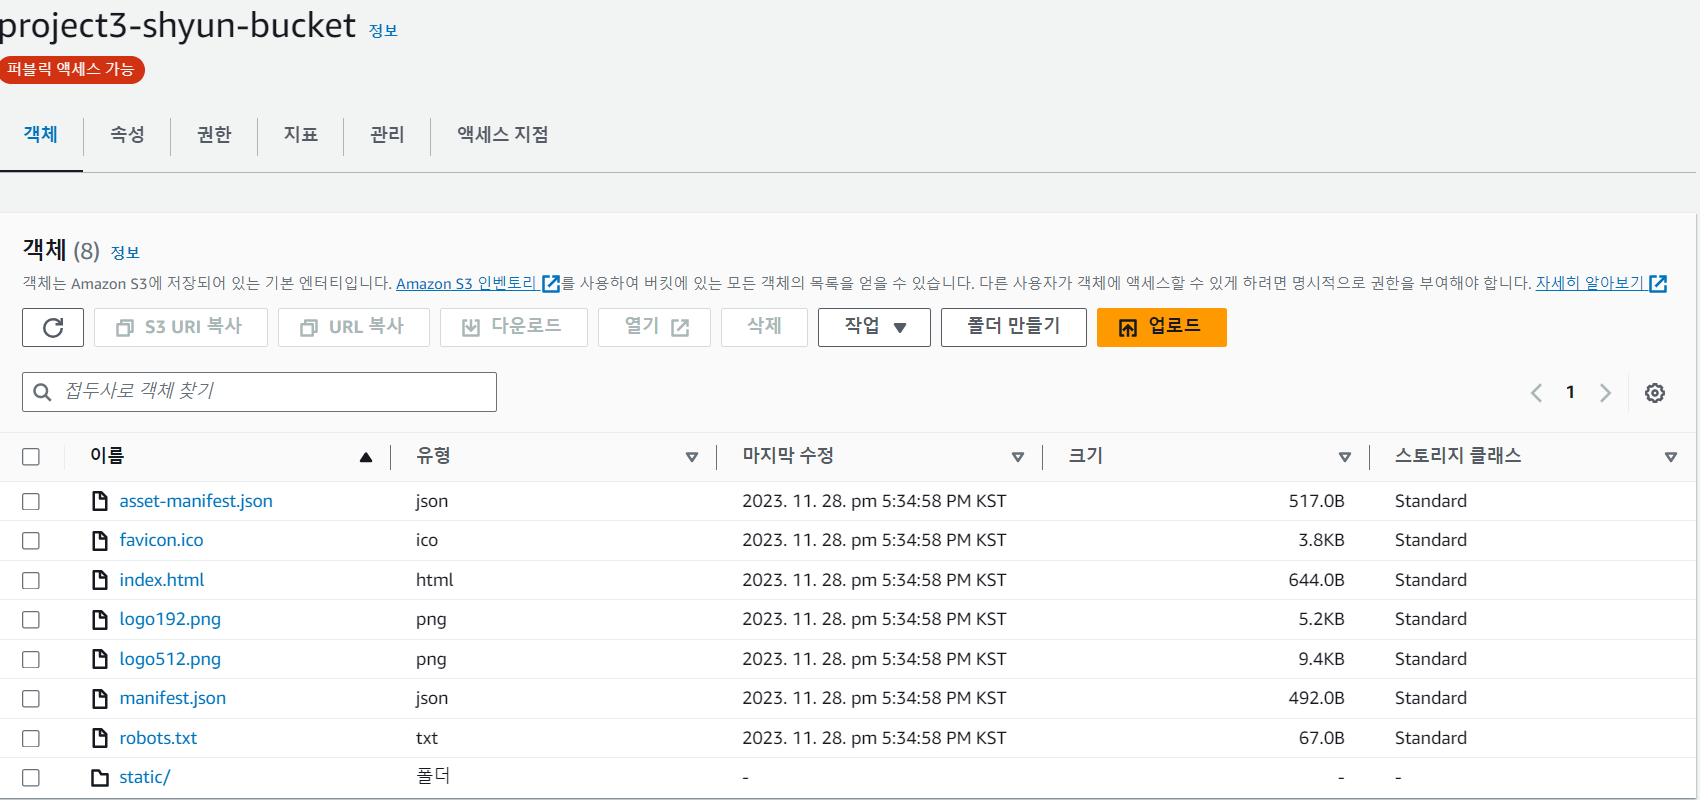 project3-shyun-bucket 정보
퍼블릭 액세스 가능
객체 속성 권한 지표 관리 액세스 지점
객체 (8) 정보
객체는 Amazon S3에 저장되어 있는 기본 엔터티입니다. Amazon S3 인벤토리 를 사용하여 버킷에 있는 모든 객체의 목록을 얻을 수 있습니다. 다른 사용자가 객체에 액세스할 수 있게 하려면 명시적으로 권한을 부여해야 합니다. 자세히 알아보기
S3 URI 복사 URL 복사 다운로드 열기 삭제 작업 폴더 만들기 업로드
접두사로 객체 찾기 1
이름 유형 마지막 수정 크기 스토리지 클래스
asset-manifest.json json 2023. 11. 28. pm 5:34:58 PM KST 517.0B Standard
favicon.ico ico 2023. 11. 28. pm 5:34:58 PM KST 3.8KB Standard
index.html html 2023. 11. 28. pm 5:34:58 PM KST 644.0B Standard
logo192.png png 2023. 11. 28. pm 5:34:58 PM KST 5.2KB Standard
logo512.png png 2023. 11. 28. pm 5:34:58 PM KST 9.4KB Standard
manifest.json json 2023. 11. 28. pm 5:34:58 PM KST 492.0B Standard
robots.txt txt 2023. 11. 28. pm 5:34:58 PM KST 67.0B Standard
static/ 폴더 - - -